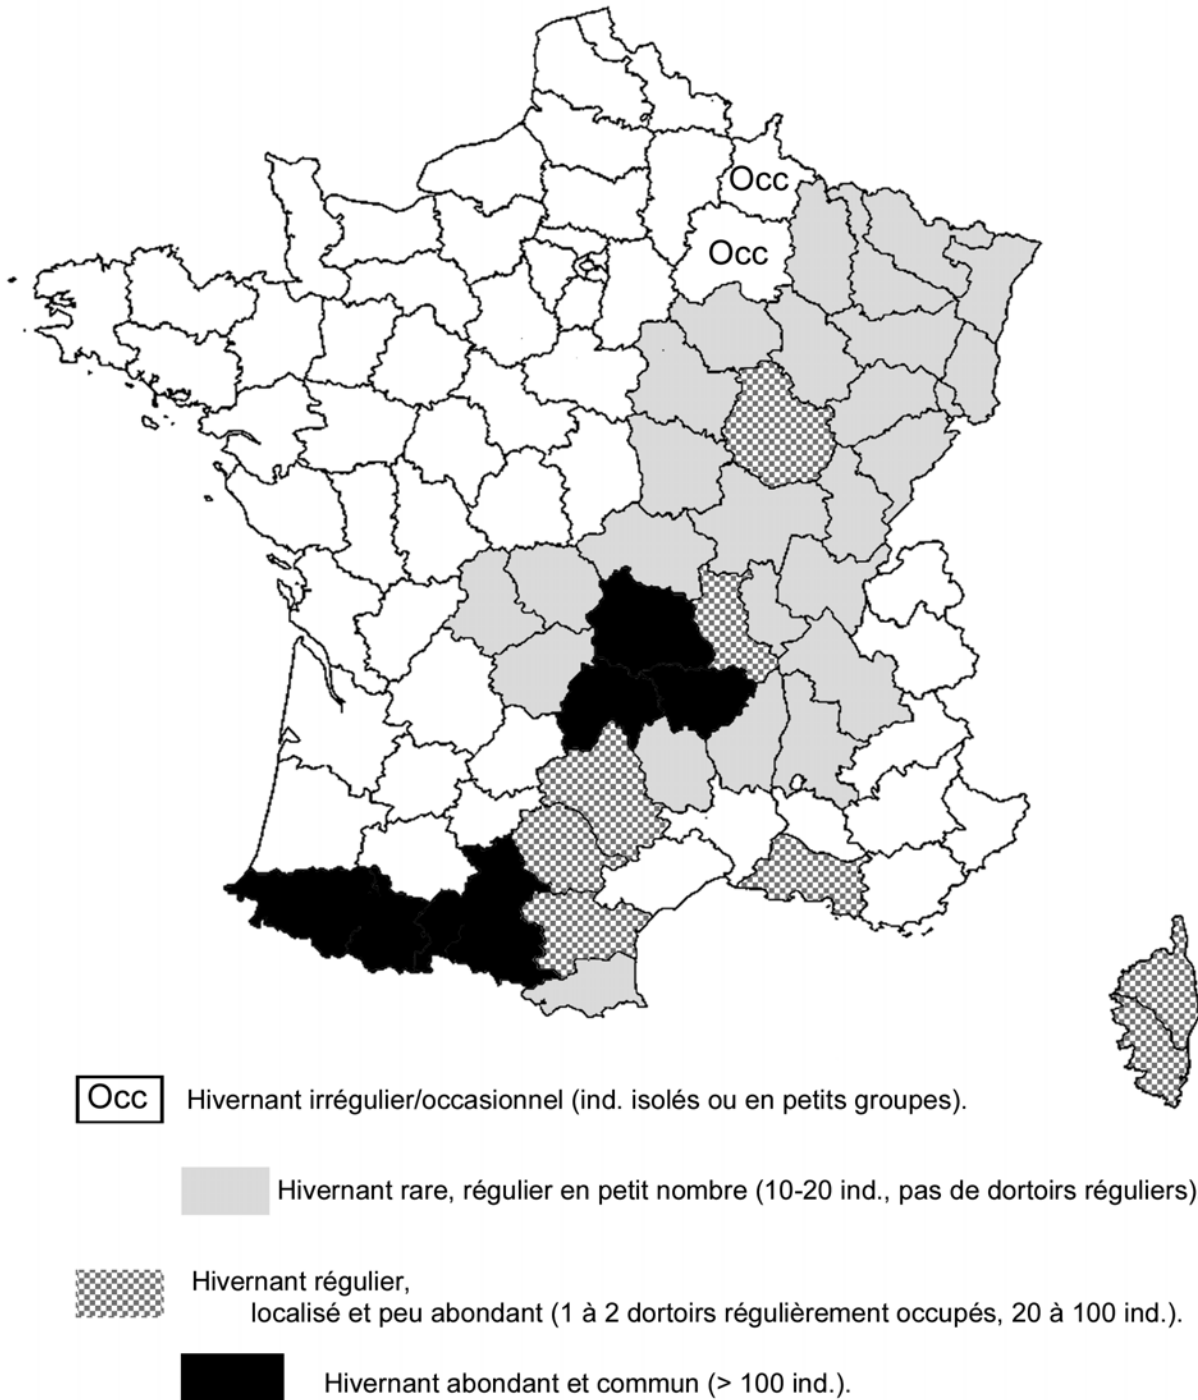 Occ
Occ
Occ Hivernant irrégulier/occasionnel (ind. isolés ou en petits groupes).
Hivernant rare, régulier en petit nombre (10-20 ind., pas de dortoirs réguliers)
Hivernant régulier,
localisé et peu abondant (1 à 2 dortoirs régulièrement occupés, 20 à 100 ind.).
Hivernant abondant et commun (> 100 ind.).